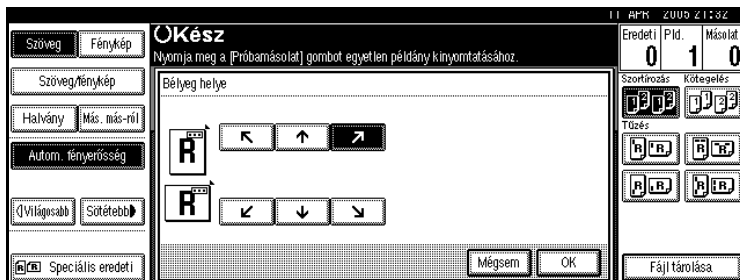 11 APR 2005 21:32
Szöveg Fénykép
Szöveg/fénykép
Halvány Más. más-ról
Autom. fényerősség
Világosabb Sötétebb
Speciális eredeti
Kész
Nyomja meg a [Próbamásolat] gombot egyetlen példány kinyomtatásához.
Bélyeg helye
R
R
Mégsem OK
Eredeti Pld. Másolat
0 1 0
Szortírozás Kötegelés
Tűzés
Fájl tárolása